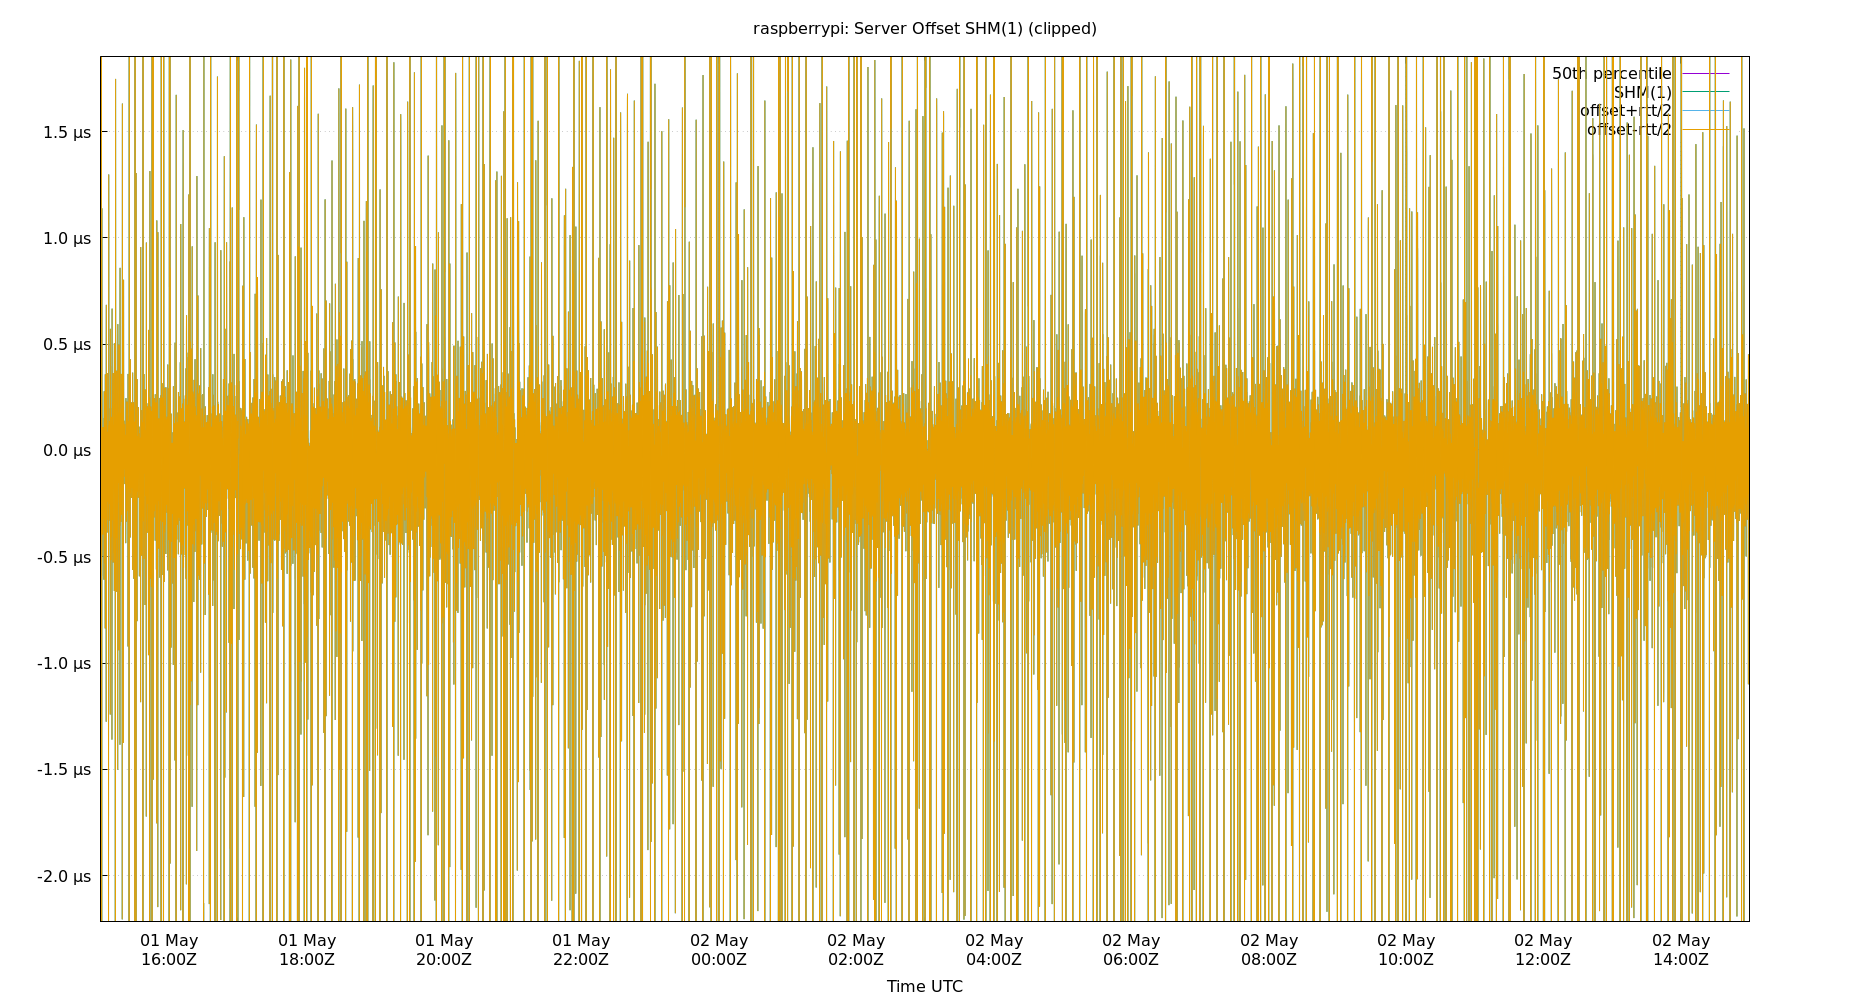 raspberrypi: Server Offset SHM(1) (clipped)
50th percentile
SHM(1)
offset+rtt/2
offset-rtt/2
1.5 µs
1.0 µs
0.5 µs
0.0 µs
-0.5 µs
-1.0 µs
-1.5 µs
-2.0 µs
01 May 01 May 01 May 01 May 02 May 02 May 02 May 02 May 02 May 02 May 02 May 02 May
16:00Z 18:00Z 20:00Z 22:00Z 00:00Z 02:00Z 04:00Z 06:00Z 08:00Z 10:00Z 12:00Z 14:00Z
Time UTC